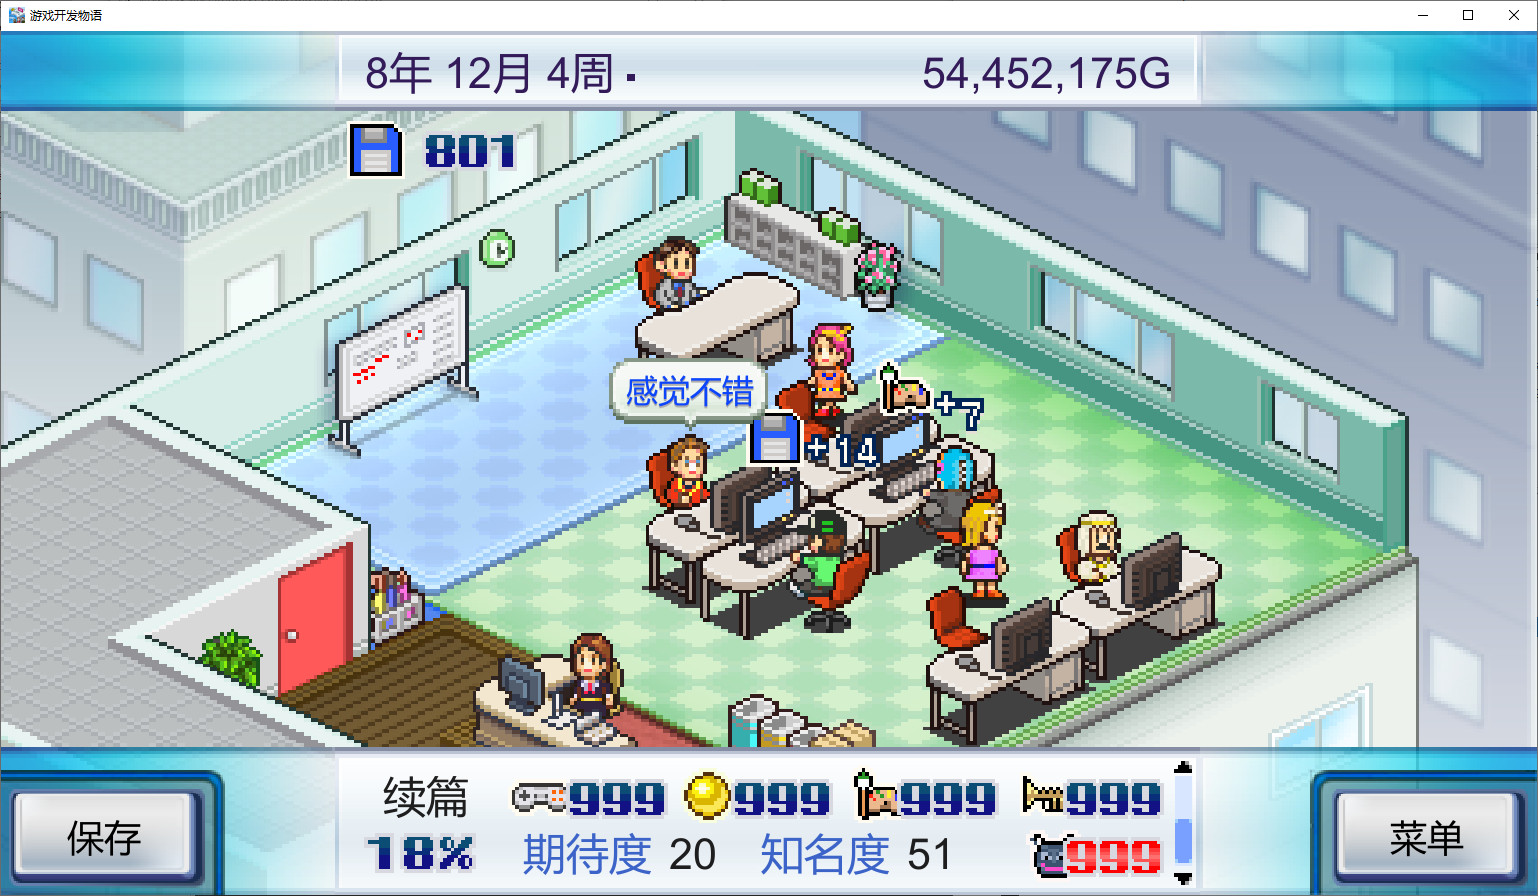 游戏开发物语
8年 12月 4周
54,452,175G
801
感觉不错
+7
+14
保存
续篇 999 999 999 999
18% 期待度 20 知名度 51 999
菜单